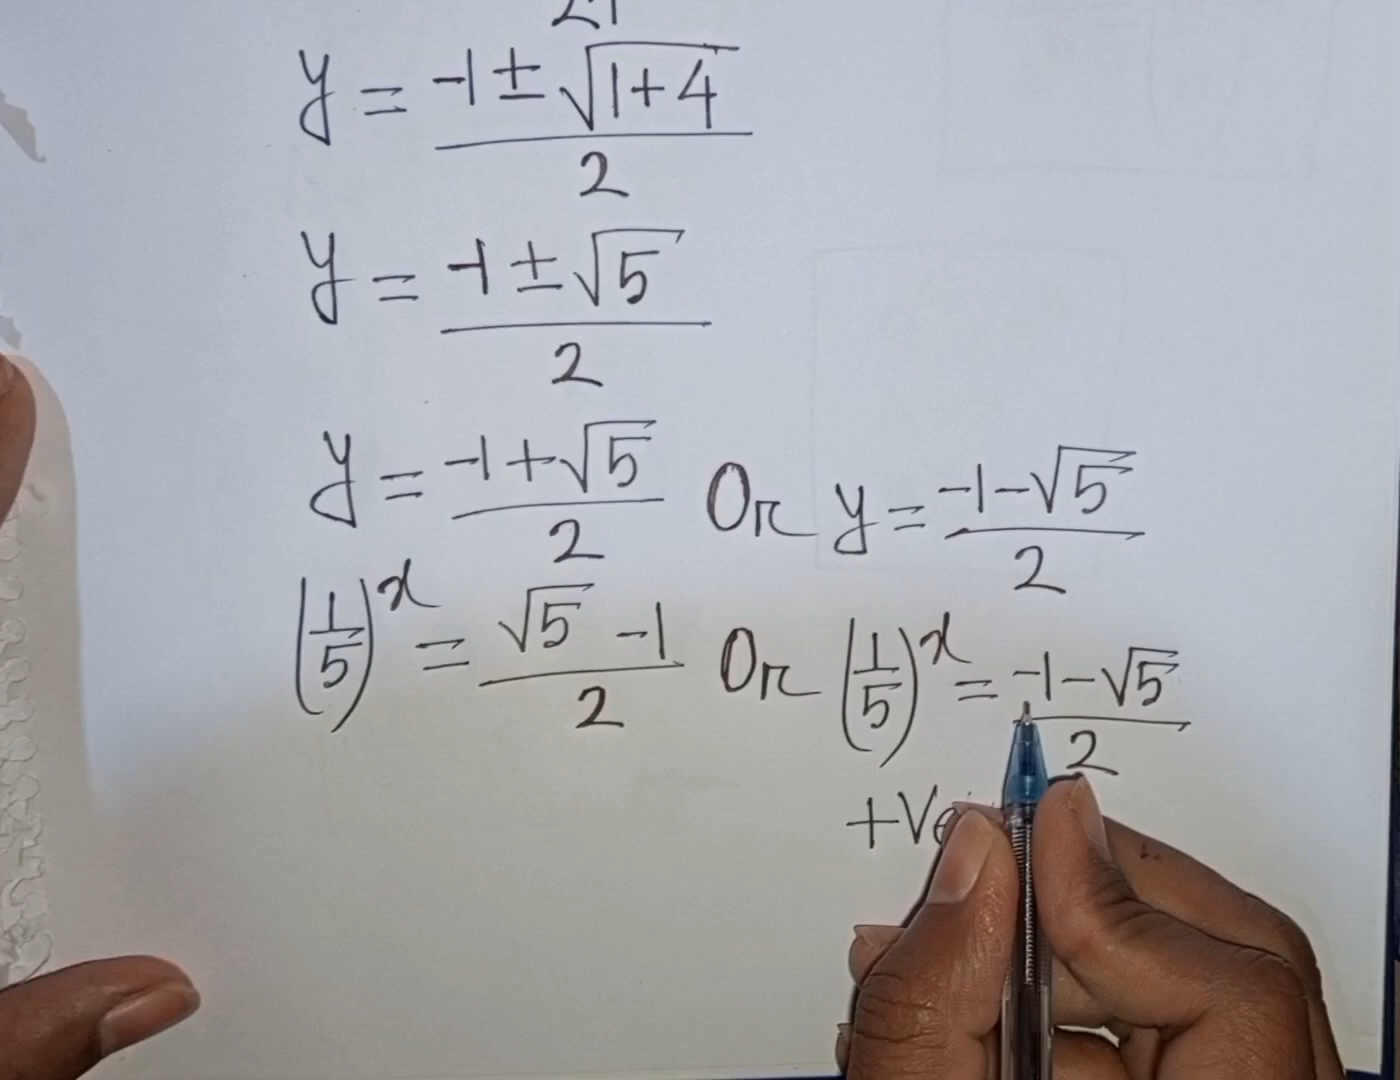 y = (-1 ± √(1+4))/2
y = (-1 ± √5)/2
y = (-1+√5)/2 Or y = (-1-√5)/2
(1/5)^x = (√5 -1)/2 Or (1/5)^x = (-1-√5)/2
+Ve